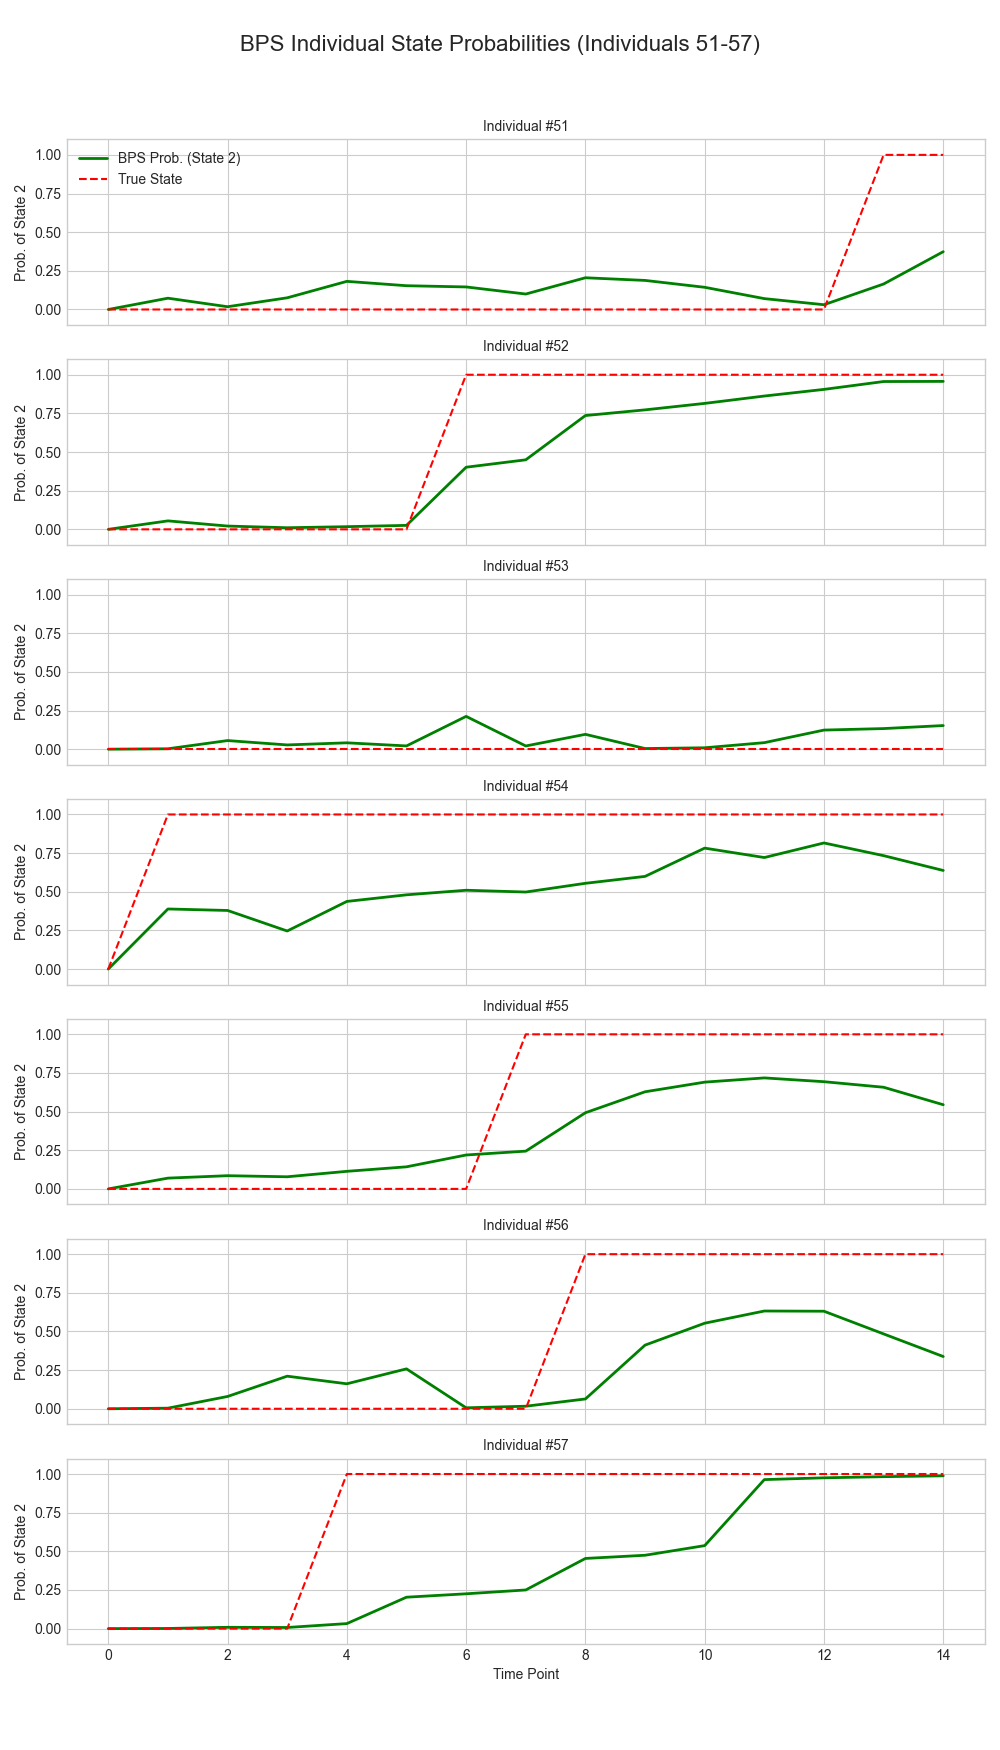 BPS Individual State Probabilities (Individuals 51-57)
Individual #51
BPS Prob. (State 2)
True State
Prob. of State 2
1.00
0.75
0.50
0.25
0.00
Individual #52
Prob. of State 2
1.00
0.75
0.50
0.25
0.00
Individual #53
Prob. of State 2
1.00
0.75
0.50
0.25
0.00
Individual #54
Prob. of State 2
1.00
0.75
0.50
0.25
0.00
Individual #55
Prob. of State 2
1.00
0.75
0.50
0.25
0.00
Individual #56
Prob. of State 2
1.00
0.75
0.50
0.25
0.00
Individual #57
Prob. of State 2
1.00
0.75
0.50
0.25
0.00
0 2 4 6 8 10 12 14
Time Point